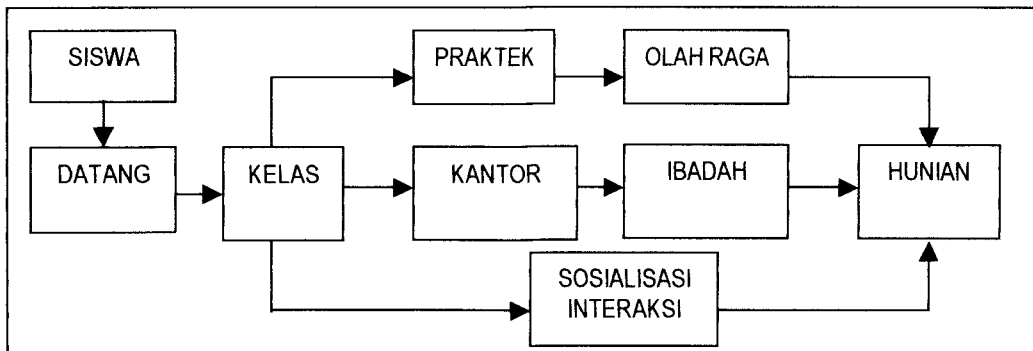 SISWA
PRAKTEK
OLAH RAGA
DATANG
KELAS
KANTOR
IBADAH
HUNIAN
SOSIALISASI
INTERAKSI